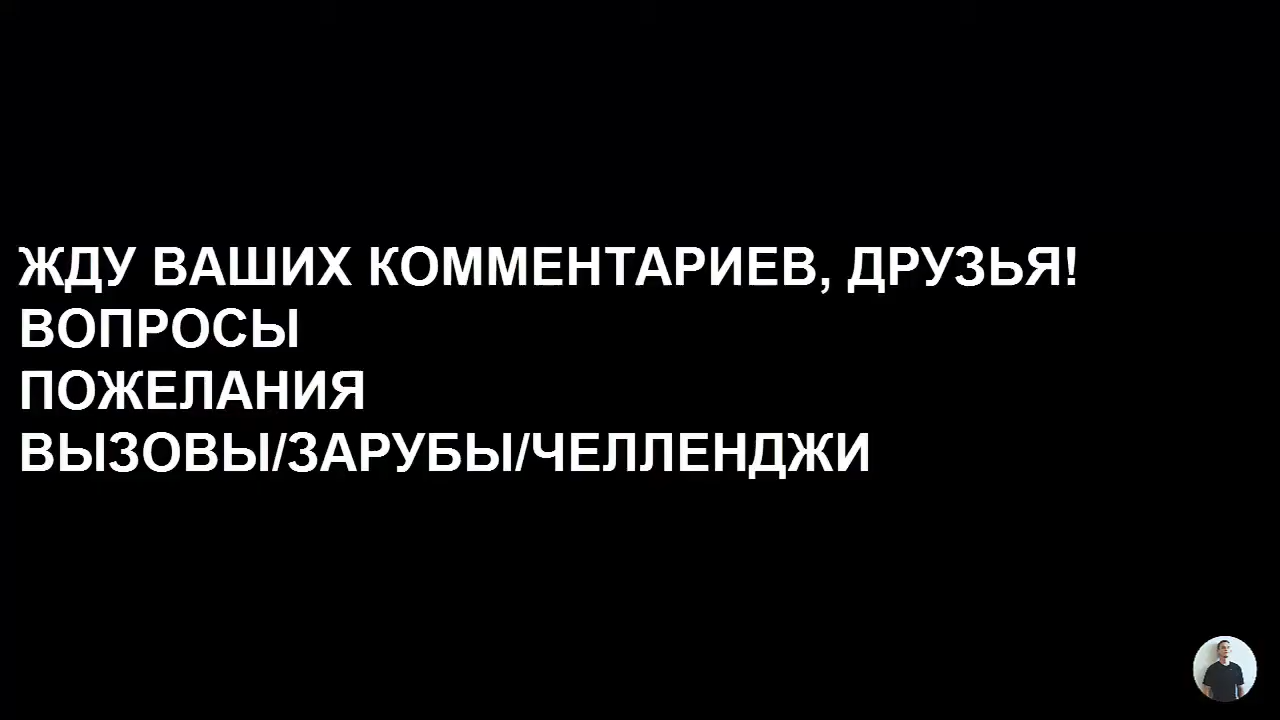 ЖДУ ВАШИХ КОММЕНТАРИЕВ, ДРУЗЬЯ!
ВОПРОСЫ
ПОЖЕЛАНИЯ
ВЫЗОВЫ/ЗАРУБЫ/ЧЕЛЛЕНДЖИ